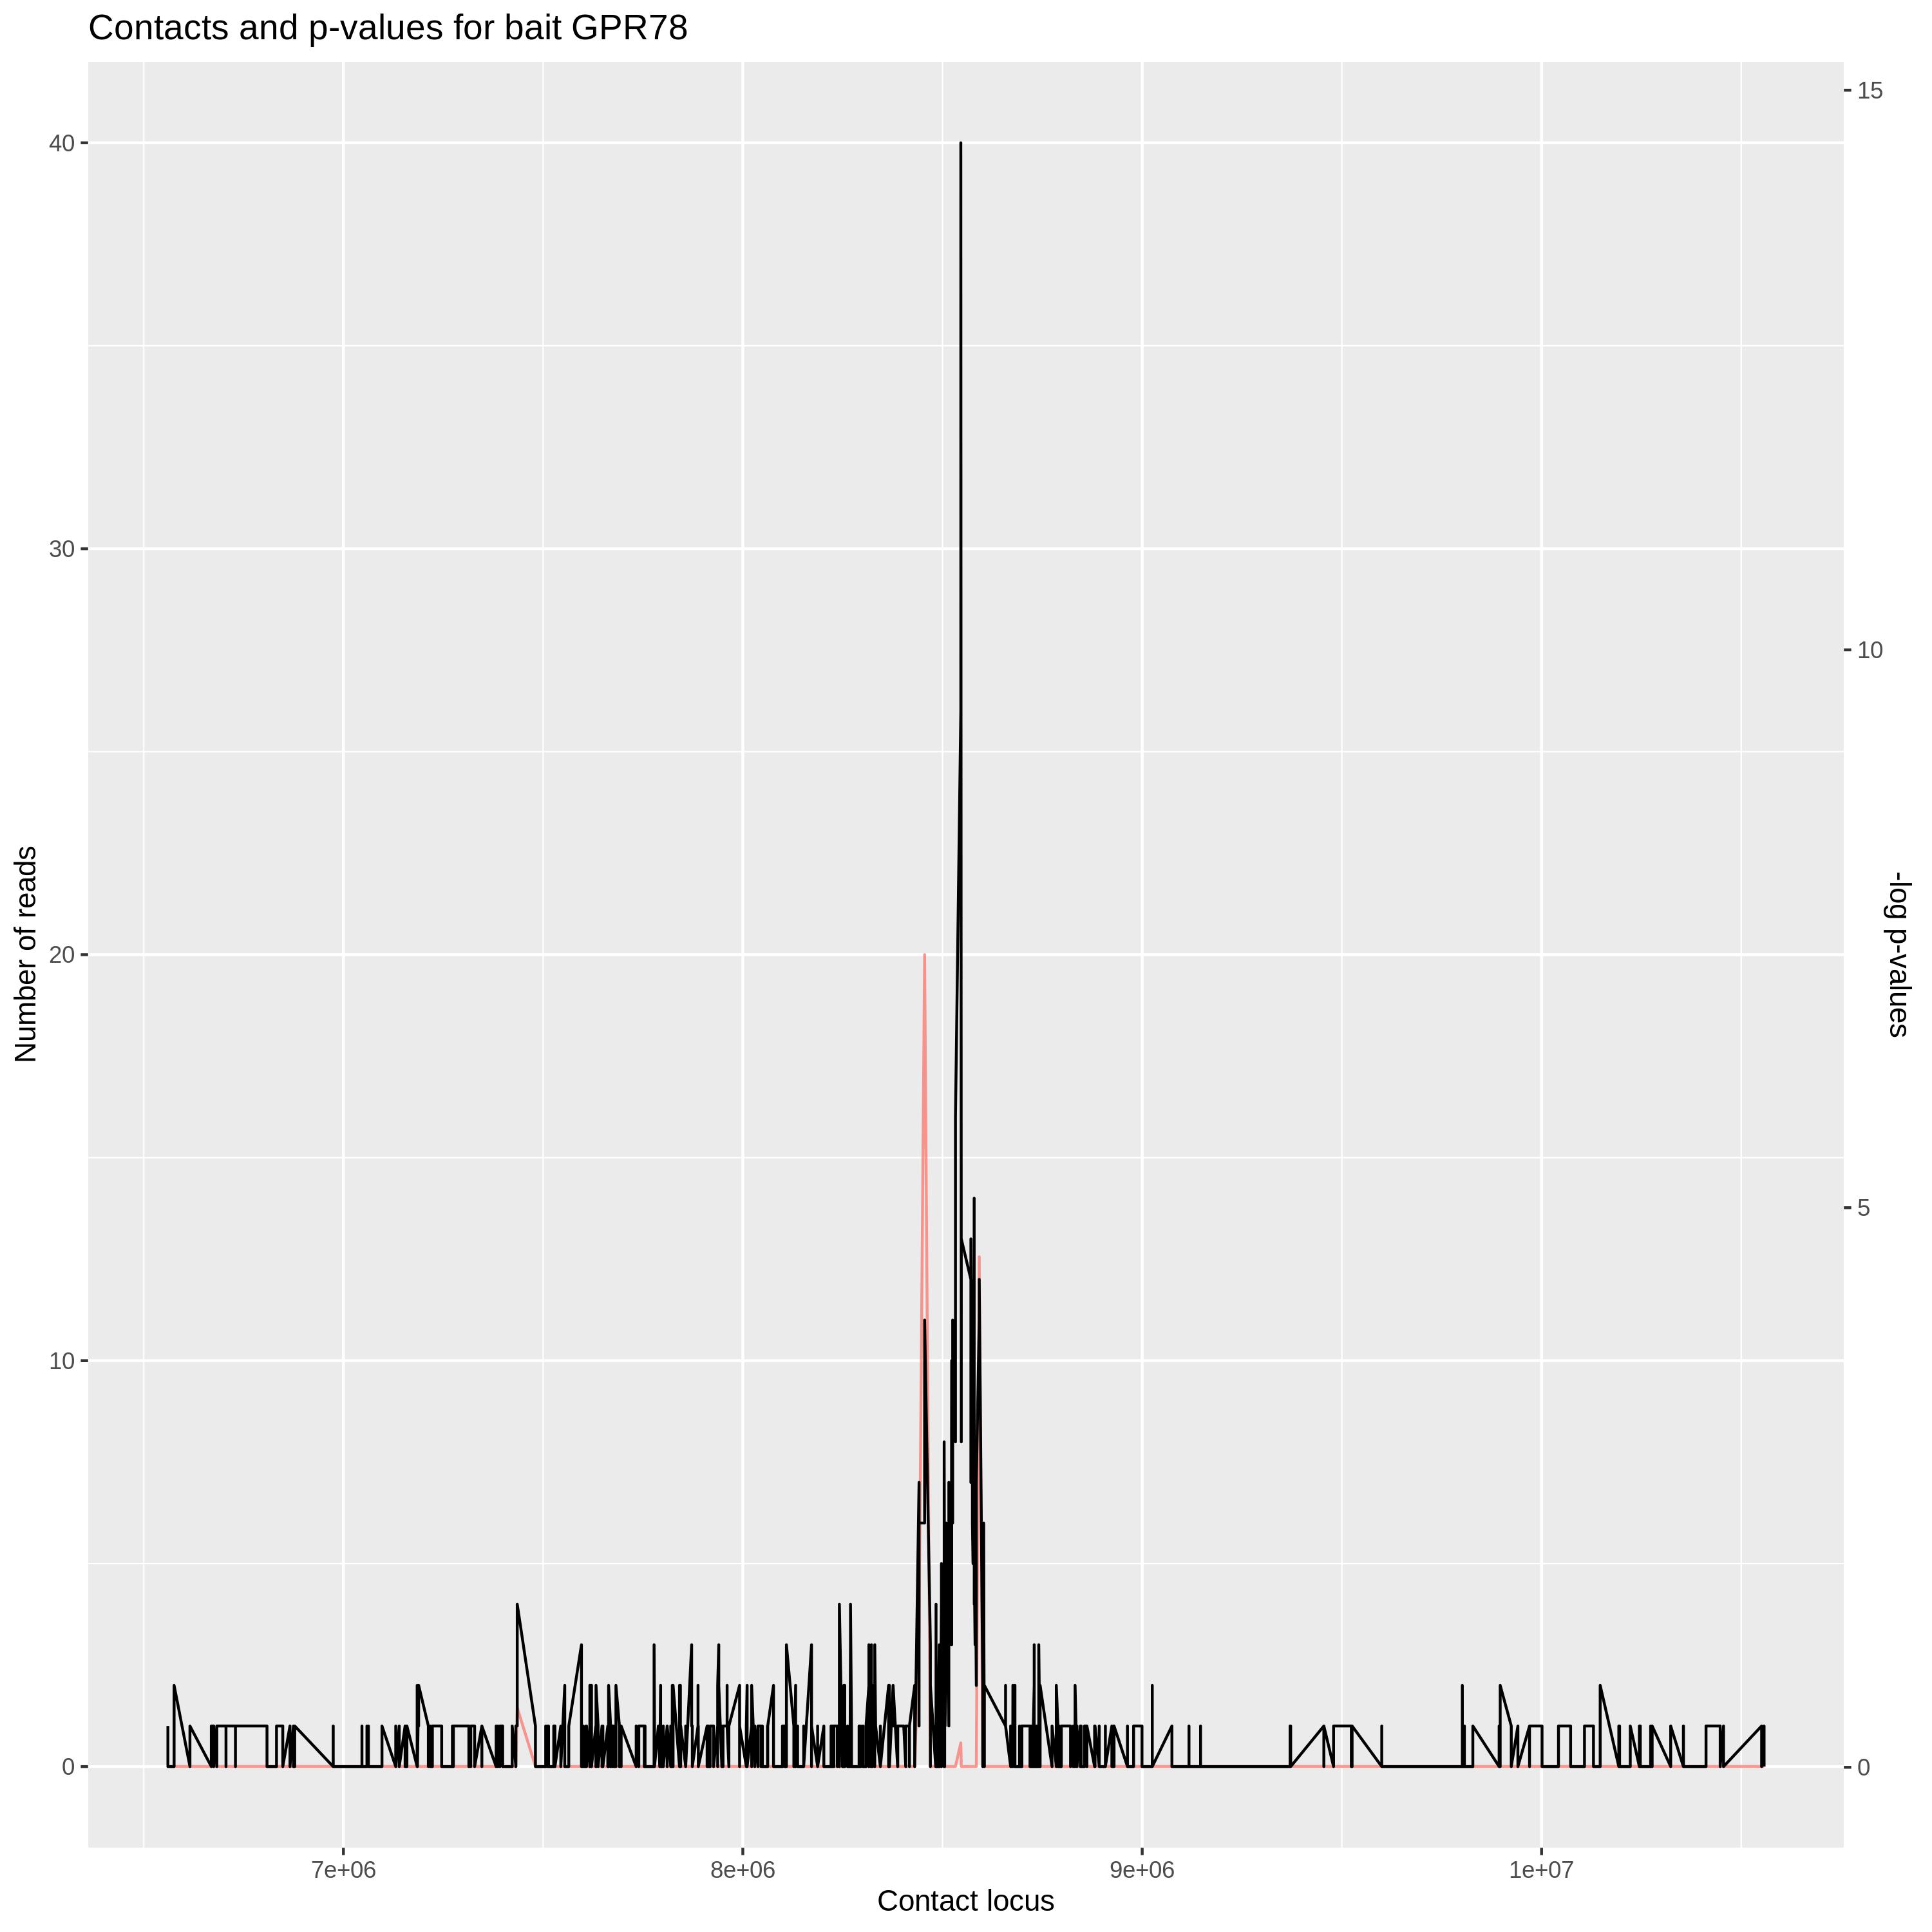 Contacts and p-values for bait GPR78
40
30
20
10
0
Number of reads
15
10
5
0
-log p-values
7e+06
8e+06
9e+06
1e+07
Contact locus